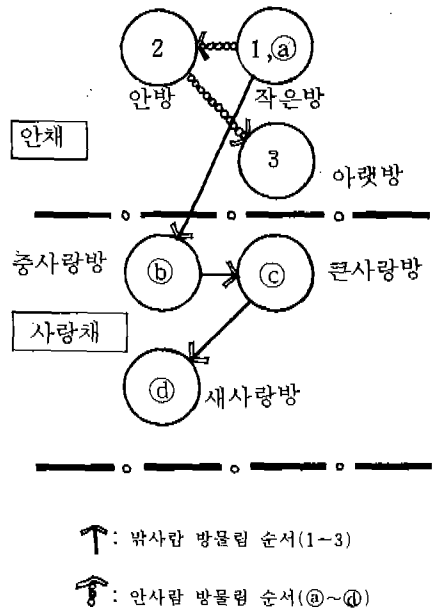 2
1,ⓐ
안방
작은방
안채
3
아랫방
중사랑방
ⓑ
ⓒ
큰사랑방
사랑채
ⓓ
새사랑방
: 밖사람 방물림 순서(1~3)
: 안사람 방물림 순서(ⓐ~ⓓ)